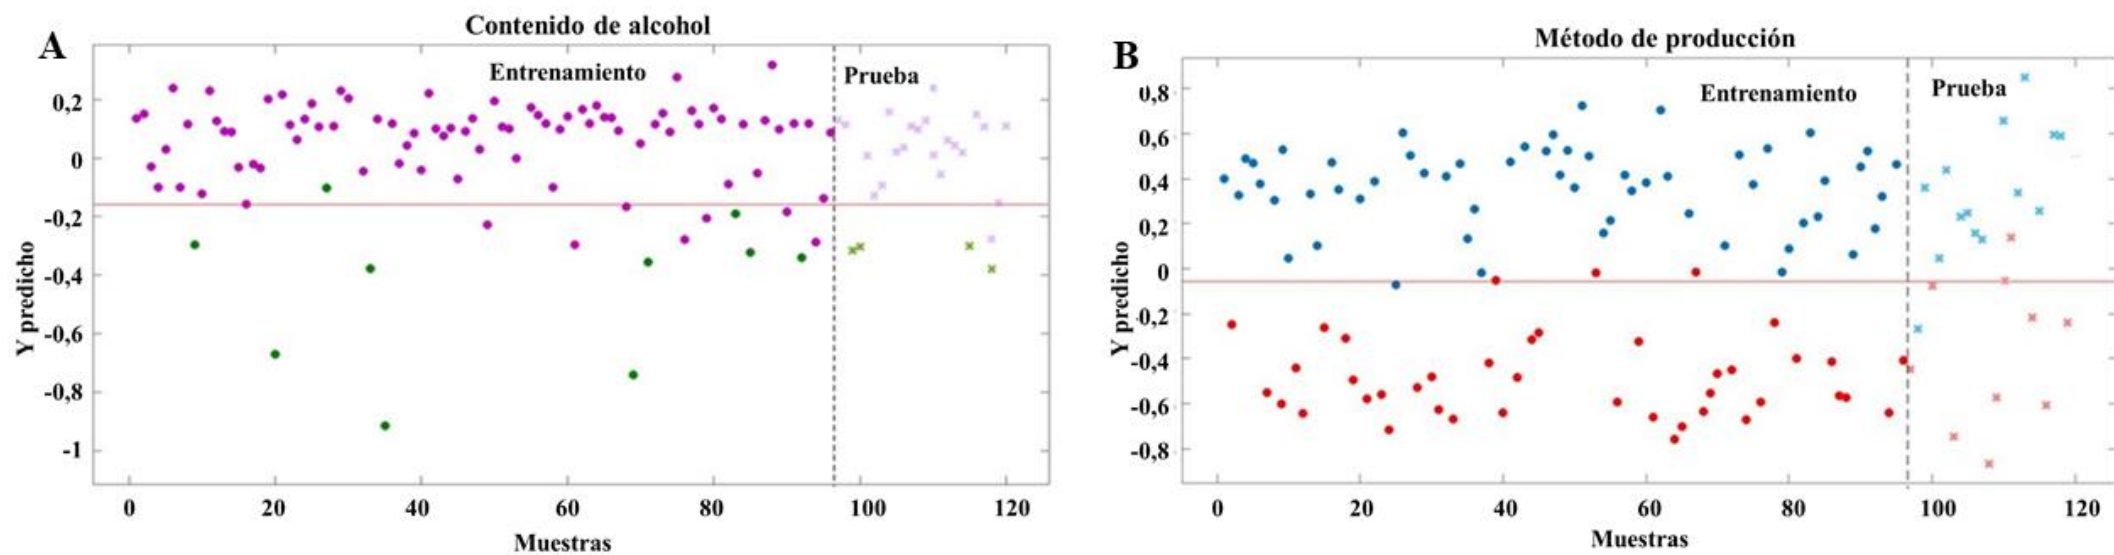 A
Contenido de alcohol
Entrenamiento
Prueba
0,2
0
-0,2
-0,4
-0,6
-0,8
-1
Y predicho
0 20 40 60 80 100 120
Muestras
B
Método de producción
Entrenamiento
Prueba
0,8
0,6
0,4
0,2
0
-0,2
-0,4
-0,6
-0,8
Y predicho
0 20 40 60 80 100 120
Muestras